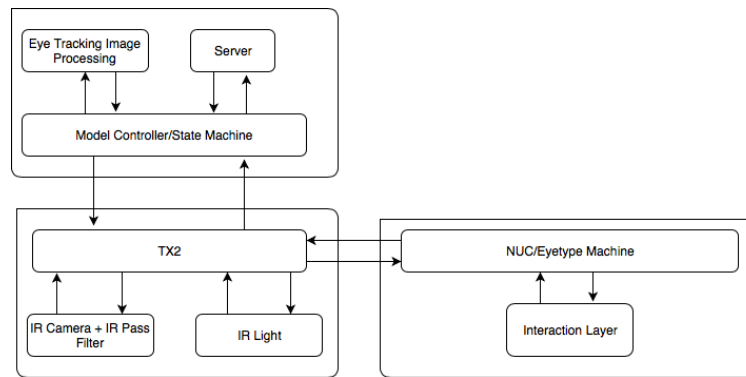 Eye Tracking Image
Processing
Server
Model Controller/State Machine
TX2
NUC/Eyetype Machine
IR Camera + IR Pass
Filter
IR Light
Interaction Layer